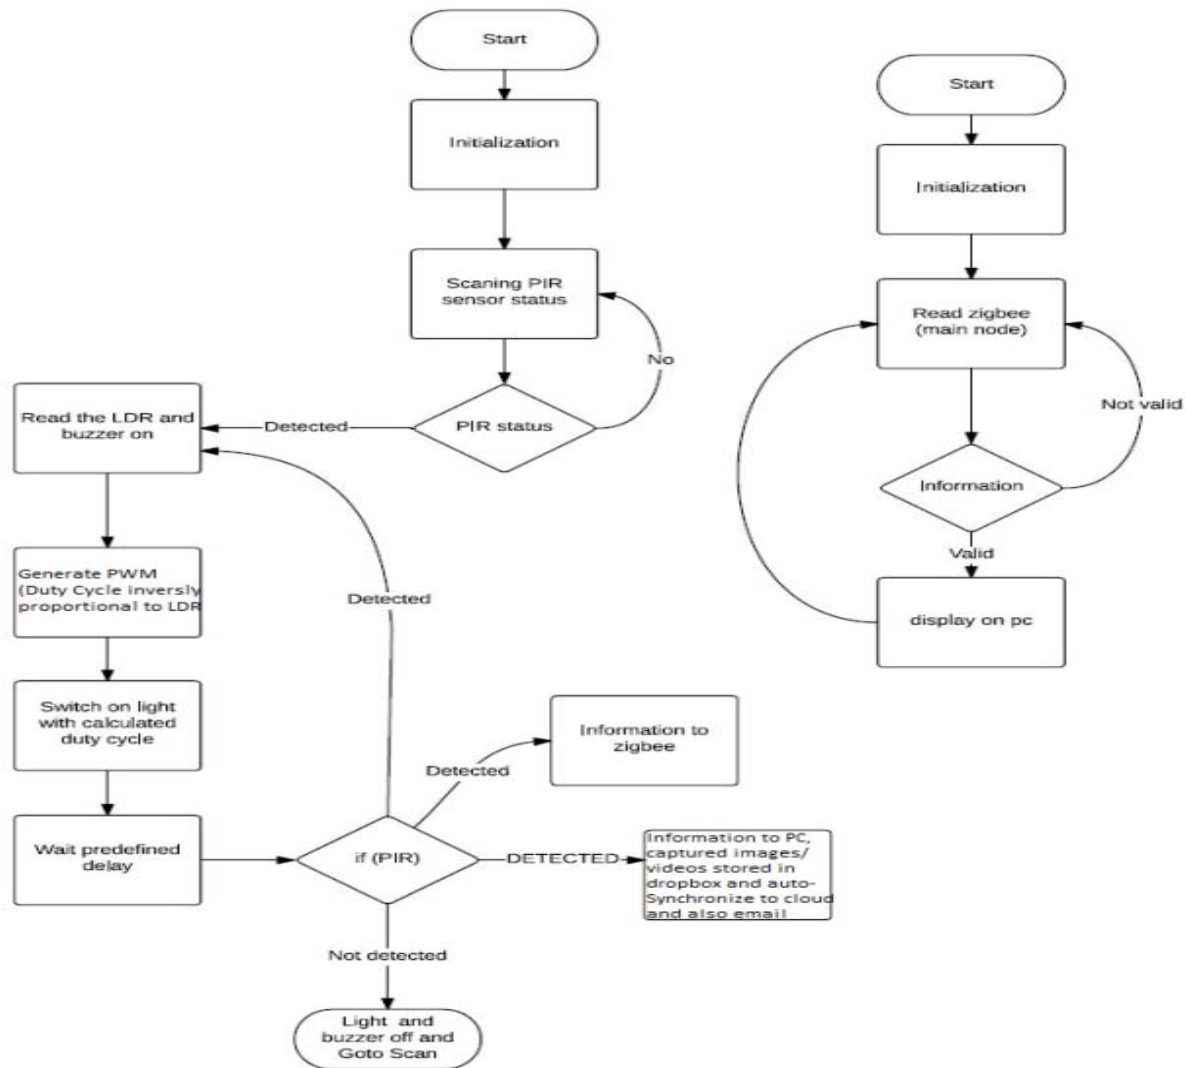 Start
Initialization
Scaning PIR
sensor status
No
PIR status
Detected
Read the LDR and
buzzer on
Generate PWM
(Duty Cycle inversly
proportional to LDR
Switch on light
with calculated
duty cycle
Wait predefined
delay
if (PIR)
Detected
Detected
Information to
zigbee
DETECTED
Information to PC,
captured images/
videos stored in
dropbox and auto-
Synchronize to cloud
and also email
Not detected
Light and
buzzer off and
Goto Scan
Start
Initialization
Read zigbee
(main node)
Not valid
Information
Valid
display on pc